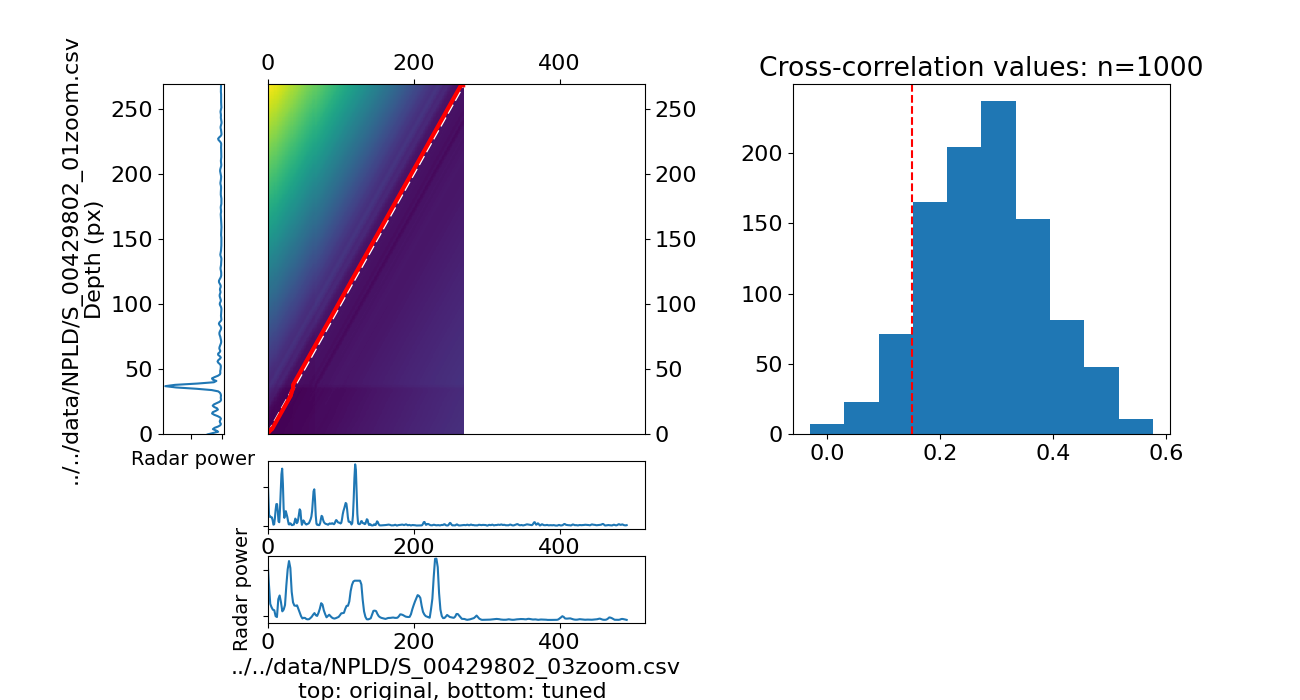 ../../data/NPLD/S_00429802_01zoom.csv
Depth (px)
0
50
100
150
200
250
Radar power
0 200 400
0
50
100
150
200
250
0 200 400
Radar power
0 200 400
../../data/NPLD/S_00429802_03zoom.csv
top: original, bottom: tuned
Cross-correlation values: n=1000
0
50
100
150
200
0.0 0.2 0.4 0.6